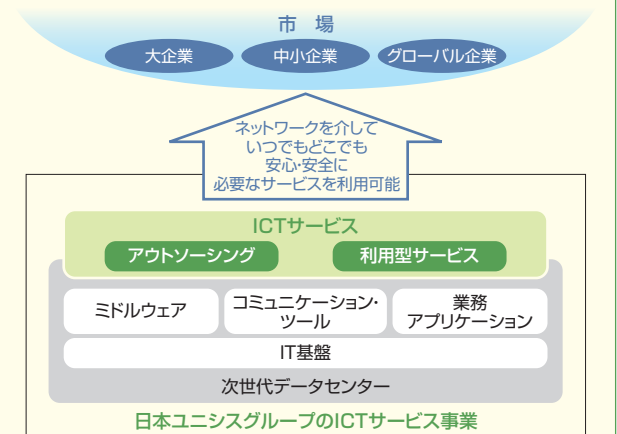 市 場
大企業 中小企業 グローバル企業
ネットワークを介して
いつでもどこでも
安心・安全に
必要なサービスを利用可能
ICTサービス
アウトソーシング 利用型サービス
ミドルウェア コミュニケーション・ツール 業務アプリケーション
IT基盤
次世代データセンター
日本ユニシスグループのICTサービス事業